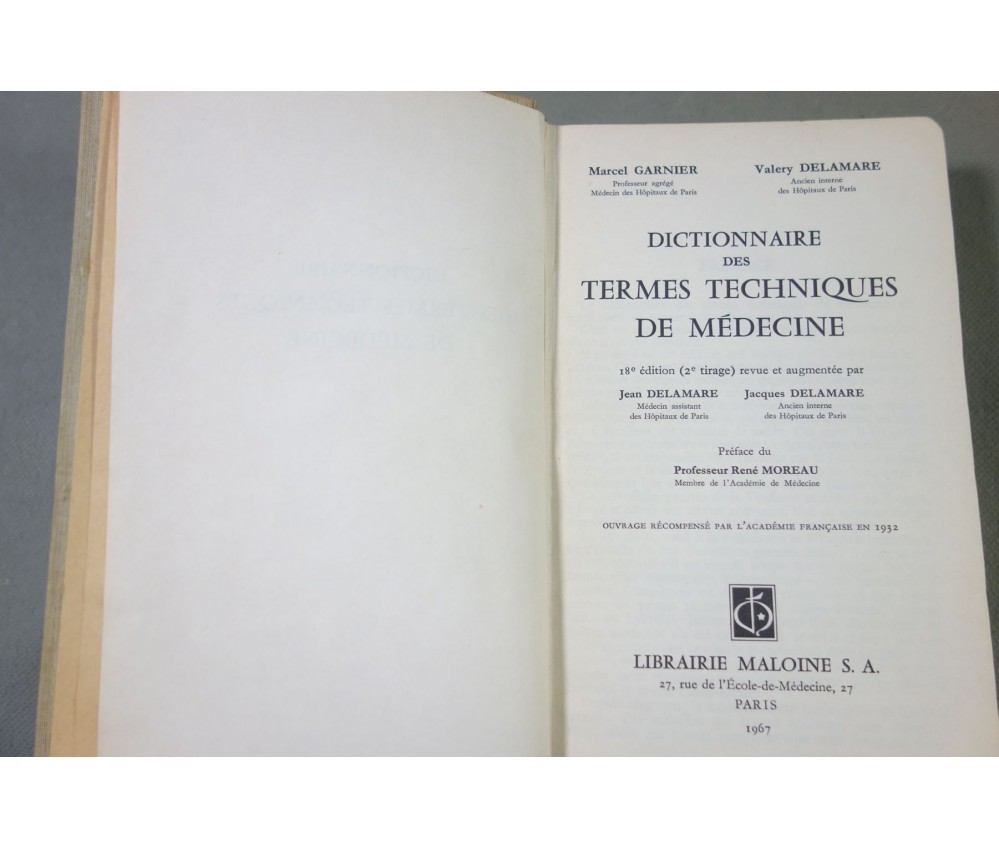 Marcel GARNIER
Professeur agrégé
Médecin des Hôpitaux de Paris
Valery DELAMARE
Ancien interne
des Hôpitaux de Paris
DICTIONNAIRE
DES
TERMES TECHNIQUES
DE MÉDECINE
18e édition (2e tirage) revue et augmentée par
Jean DELAMARE
Médecin assistant
des Hôpitaux de Paris
Jacques DELAMARE
Ancien interne
des Hôpitaux de Paris
Préface du
Professeur René MOREAU
Membre de l'Académie de Médecine
OUVRAGE RÉCOMPENSÉ PAR L'ACADÉMIE FRANÇAISE EN 1932
LIBRAIRIE MALOINE S. A.
27, rue de l'École-de-Médecine, 27
PARIS
1967